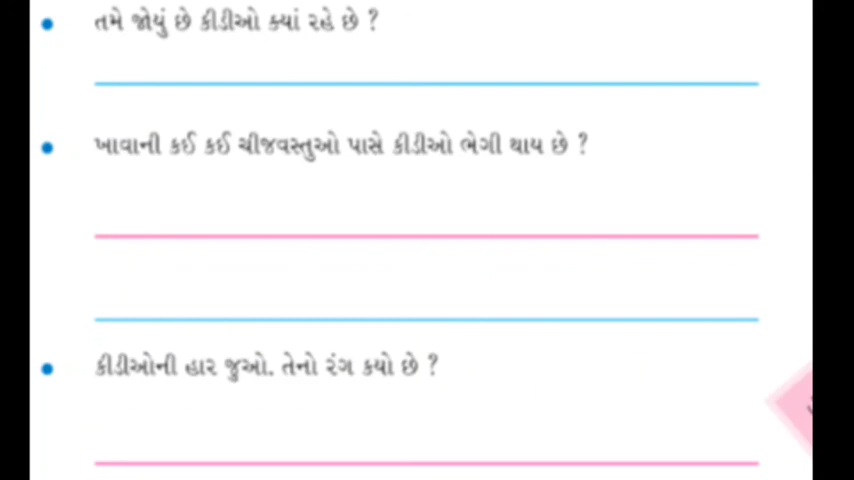 તમે જોયું છે કીડીઓ ક્યાં રહે છે ?
ખાવાની કઈ કઈ ચીજવસ્તુઓ પાસે કીડીઓ ભેગી થાય છે ?
કીડીઓની હાર જુઓ. તેનો રંગ કયો છે ?